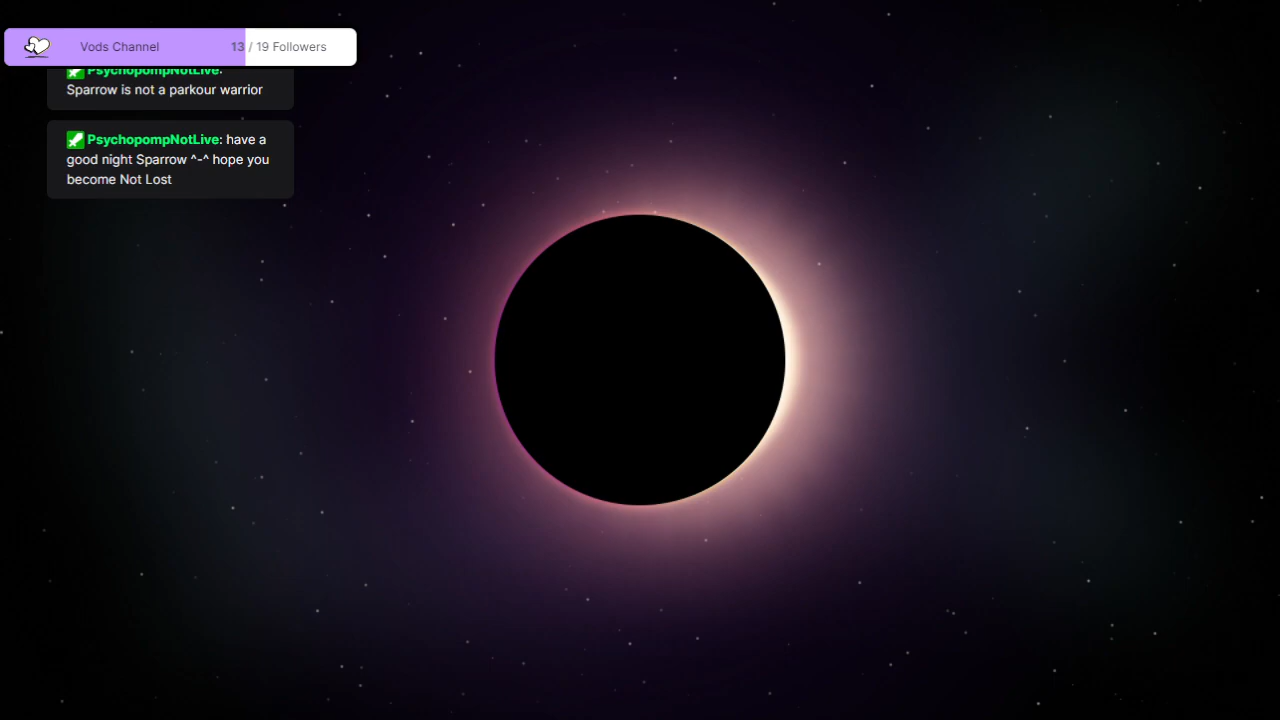 Vods Channel 13 / 19 Followers
PsychopompNotLive:
Sparrow is not a parkour warrior
PsychopompNotLive: have a
good night Sparrow ^-^ hope you
become Not Lost